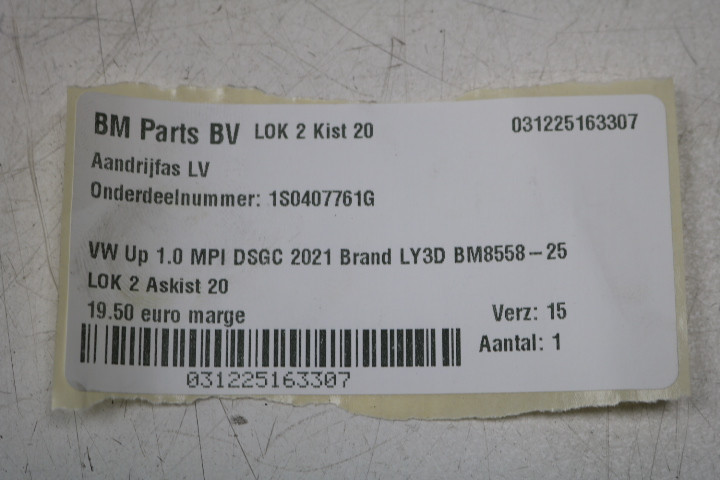 BM Parts BV LOK 2 Kist 20 031225163307
Aandrijfas LV
Onderdeelnummer: 1S0407761G
VW Up 1.0 MPI DSGC 2021 Brand LY3D BM8558-25
LOK 2 Askist 20
19.50 euro marge Verz: 15
Aantal: 1
031225163307